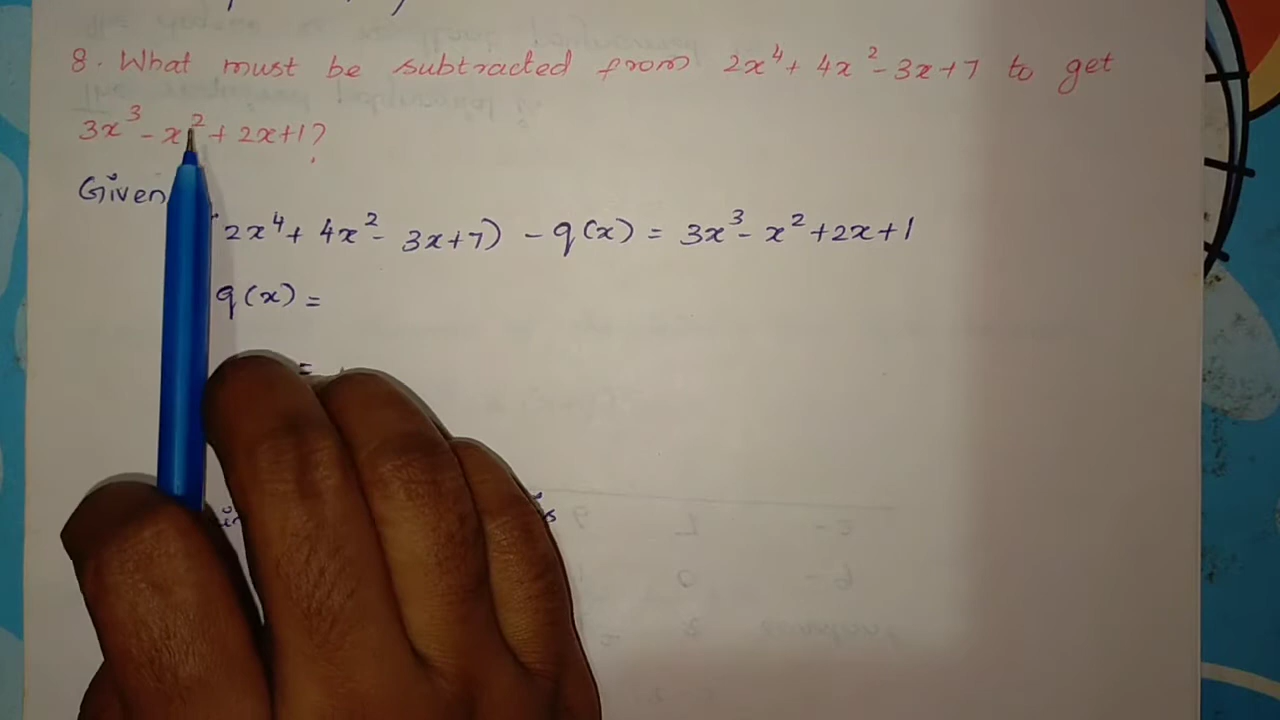 8. What must be subtracted from 2x⁴ + 4x² - 3x + 7 to get
3x³ - x² + 2x + 1?
Given
2x⁴ + 4x² - 3x + 7) - q(x) = 3x³ - x² + 2x + 1
q(x) =
=